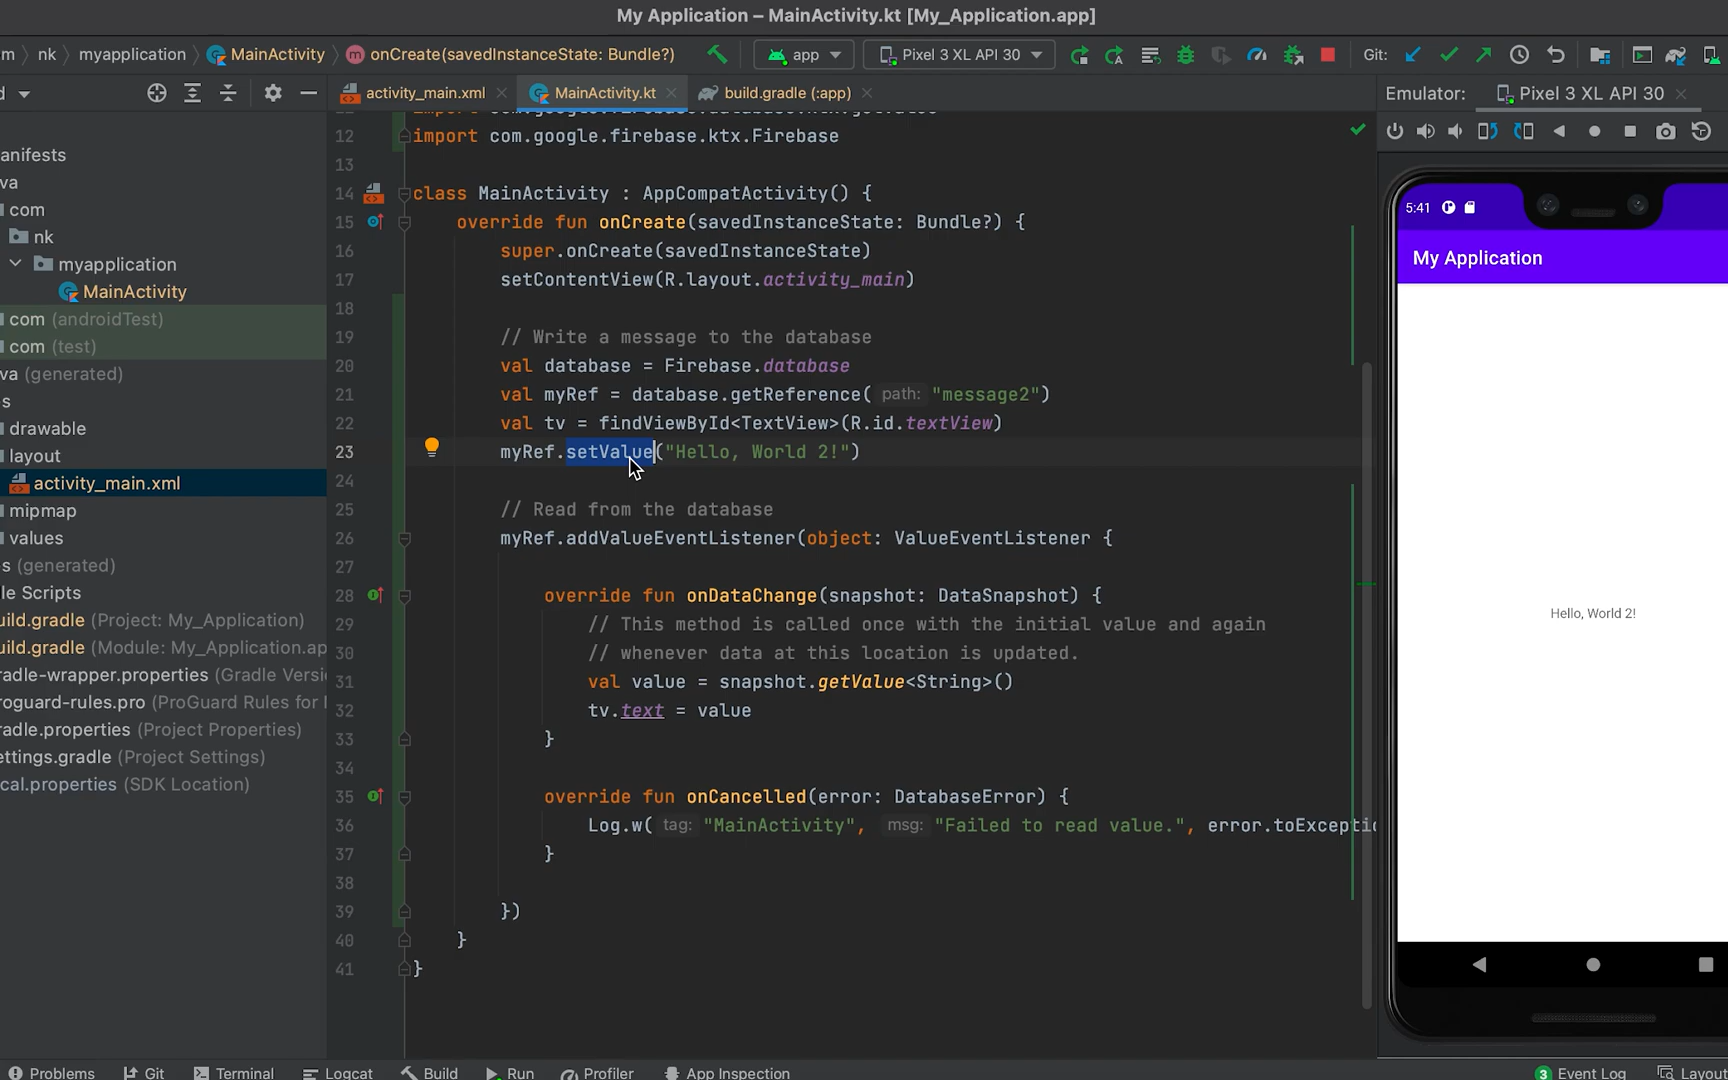 My Application – MainActivity.kt [My_Application.app]
m nk myapplication MainActivity onCreate(savedInstanceState: Bundle?) app Pixel 3 XL API 30 Git:
d activity_main.xml MainActivity.kt build.gradle (:app) Emulator: Pixel 3 XL API 30
anifests
va
com
nk
myapplication
MainActivity
com (androidTest)
com (test)
va (generated)
s
drawable
layout
activity_main.xml
mipmap
values
s (generated)
le Scripts
uild.gradle (Project: My_Application)
uild.gradle (Module: My_Application.ap
radle-wrapper.properties (Gradle Versi
roguard-rules.pro (ProGuard Rules for
radle.properties (Project Properties)
ettings.gradle (Project Settings)
cal.properties (SDK Location)
12 import com.google.firebase.ktx.Firebase
13
14 class MainActivity : AppCompatActivity() {
15 override fun onCreate(savedInstanceState: Bundle?) {
16 super.onCreate(savedInstanceState)
17 setContentView(R.layout.activity_main)
18
19 // Write a message to the database
20 val database = Firebase.database
21 val myRef = database.getReference( path: "message2")
22 val tv = findViewById<TextView>(R.id.textView)
23 myRef.setValue("Hello, World 2!")
24
25 // Read from the database
26 myRef.addValueEventListener(object: ValueEventListener {
27
28 override fun onDataChange(snapshot: DataSnapshot) {
29 // This method is called once with the initial value and again
30 // whenever data at this location is updated.
31 val value = snapshot.getValue<String>()
32 tv.text = value
33 }
34
35 override fun onCancelled(error: DatabaseError) {
36 Log.w( tag: "MainActivity", msg: "Failed to read value.", error.toExceptio
37 }
38
39 })
40 }
41 }
5:41
My Application
Hello, World 2!
Problems Git Terminal Logcat Build Run Profiler App Inspection 3 Event Log Layou